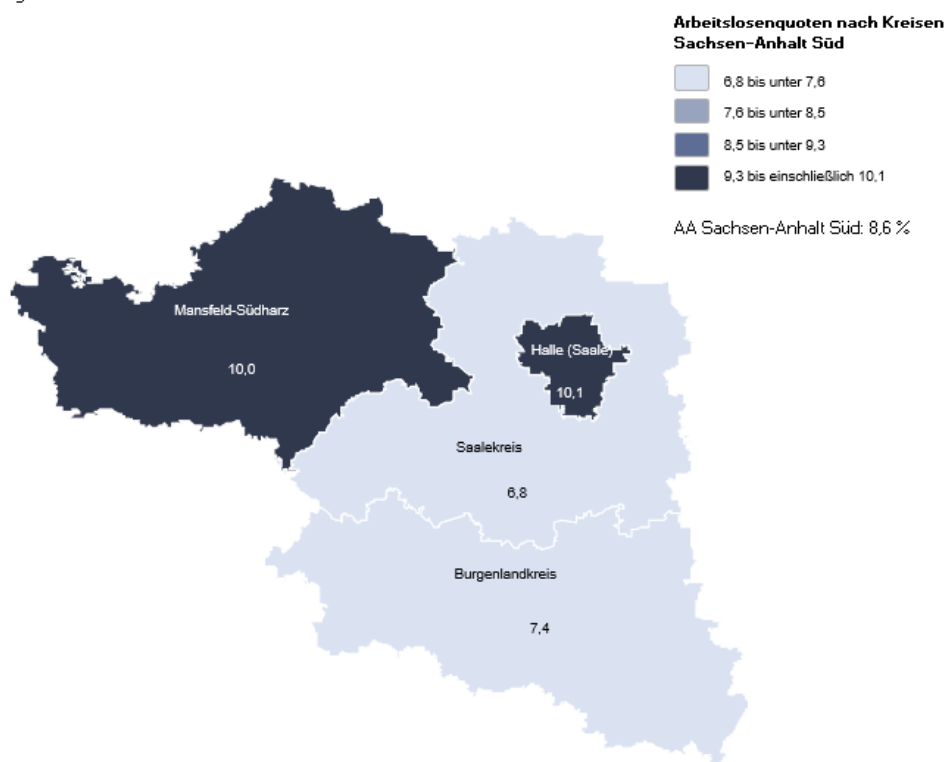 Arbeitslosenquoten nach Kreisen
Sachsen-Anhalt Süd
6,8 bis unter 7,6
7,6 bis unter 8,5
8,5 bis unter 9,3
9,3 bis einschließlich 10,1
AA Sachsen-Anhalt Süd: 8,6 %
Mansfeld-Südharz
10,0
Halle (Saale)
10,1
Saalekreis
6,8
Burgenlandkreis
7,4